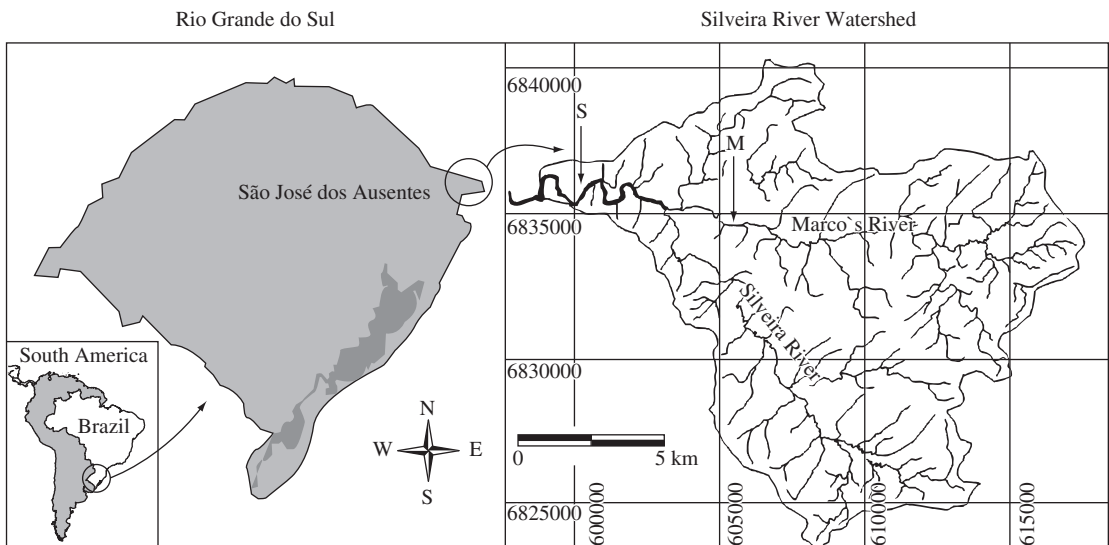 Rio Grande do Sul
Silveira River Watershed
6840000
S
M
São José dos Ausentes
6835000
Marco`s River
Silveira River
South America
Brazil
6830000
N
W E
S
0 5 km
6825000
600000
605000
610000
615000